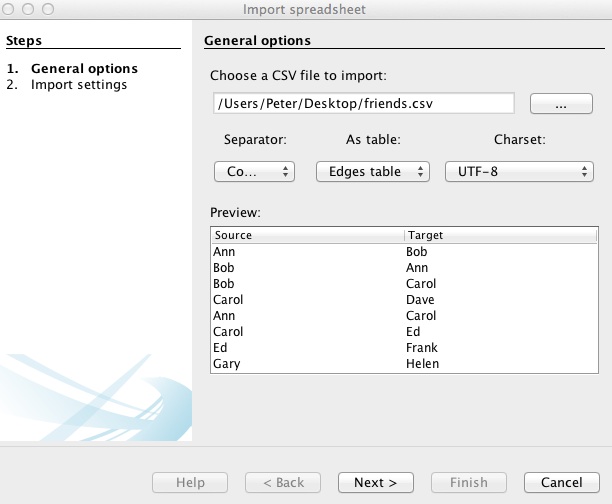 Import spreadsheet
Steps
1. General options
2. Import settings
General options
Choose a CSV file to import:
/Users/Peter/Desktop/friends.csv
...
Separator: As table: Charset:
Co... Edges table UTF-8
Preview:
Source Target
Ann Bob
Bob Ann
Bob Carol
Carol Dave
Ann Carol
Carol Ed
Ed Frank
Gary Helen
Help < Back Next > Finish Cancel